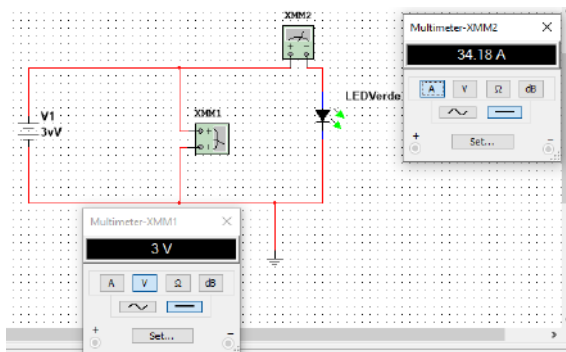 XMM2
V1
3vV
XMM1
LEDVerde
Multimeter-XMM2
34.18 A
A V Ω dB
Set...
+ -
Multimeter-XMM1
3 V
A V Ω dB
Set...
+ -